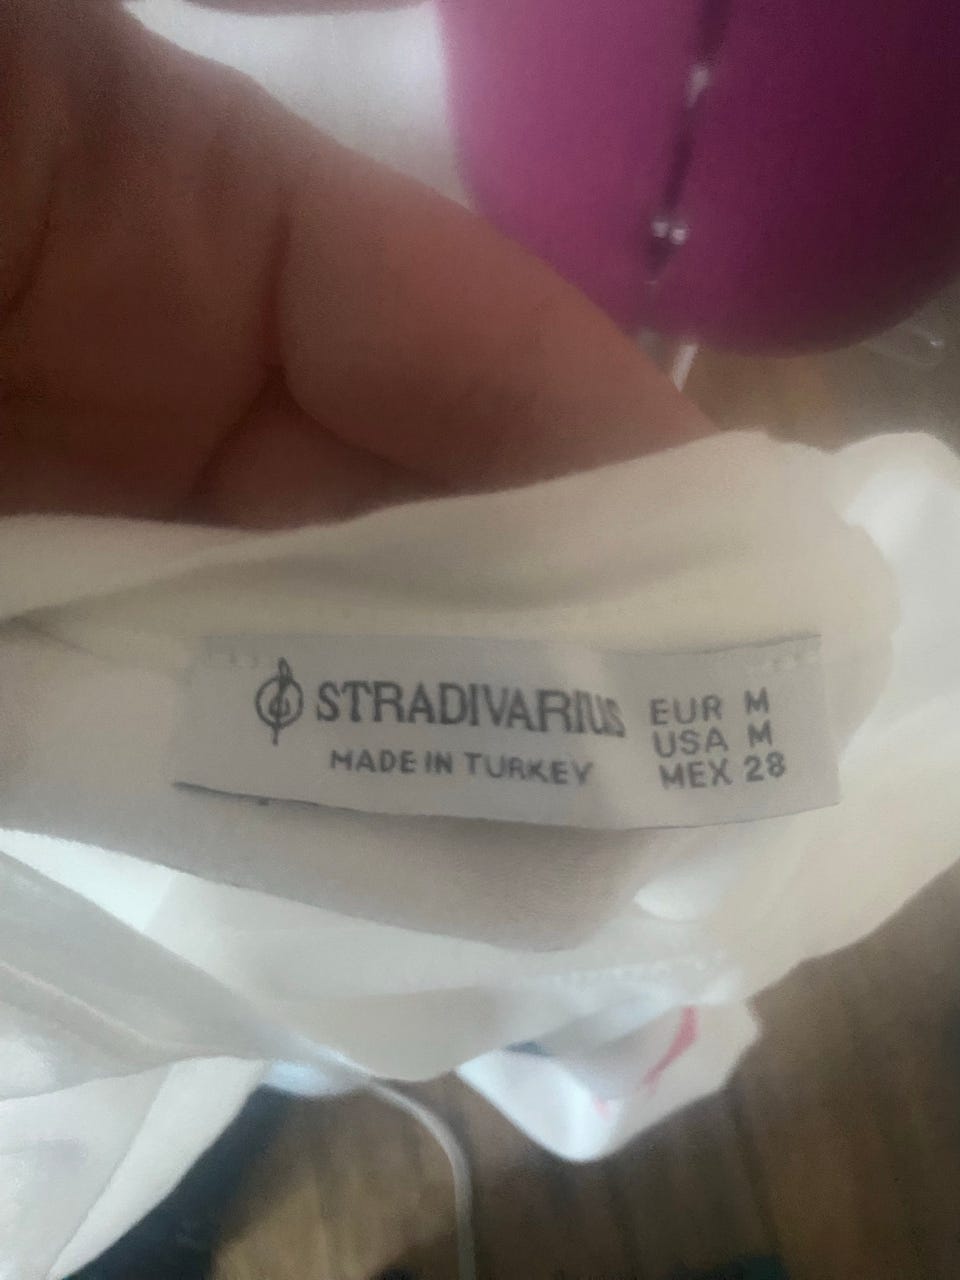 STRADIVARIUS
MADE IN TURKEY
EUR M
USA M
MEX 28